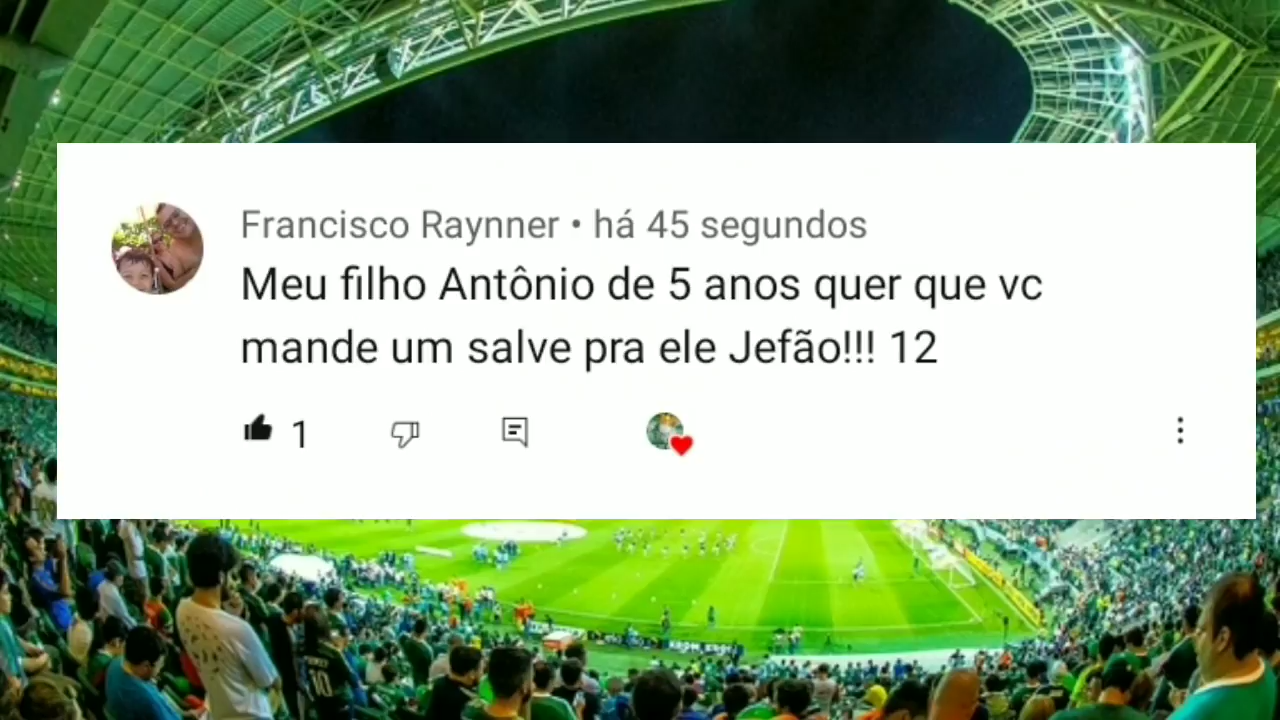 Francisco Raynner • há 45 segundos
Meu filho Antônio de 5 anos quer que vc
mande um salve pra ele Jefão!!! 12
1
10